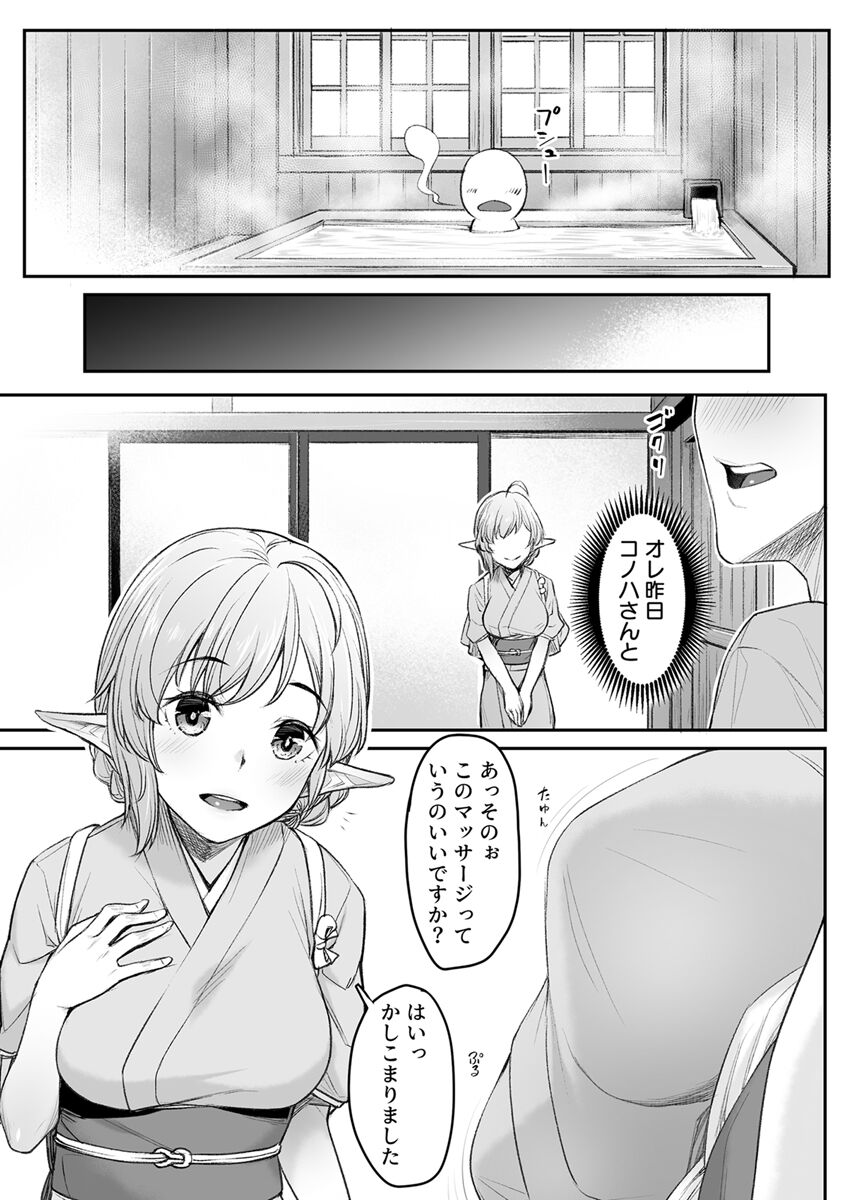 プシュー
ゴクリ
オレ昨日
コノハさんと
あっそのぉ
このマッサージって
いうのいいですか?
たゆん
ぷる
はいっ
かしこまりました